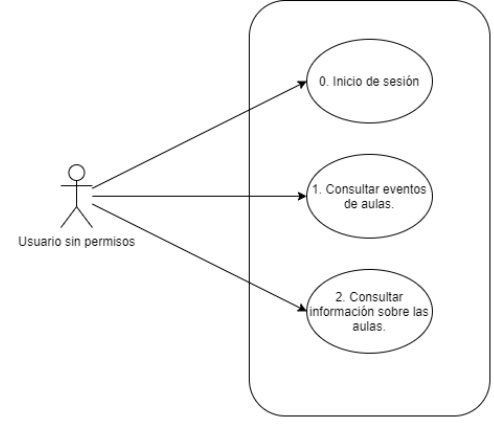 0. Inicio de sesión
1. Consultar eventos
de aulas.
Usuario sin permisos
2. Consultar
información sobre las
aulas.